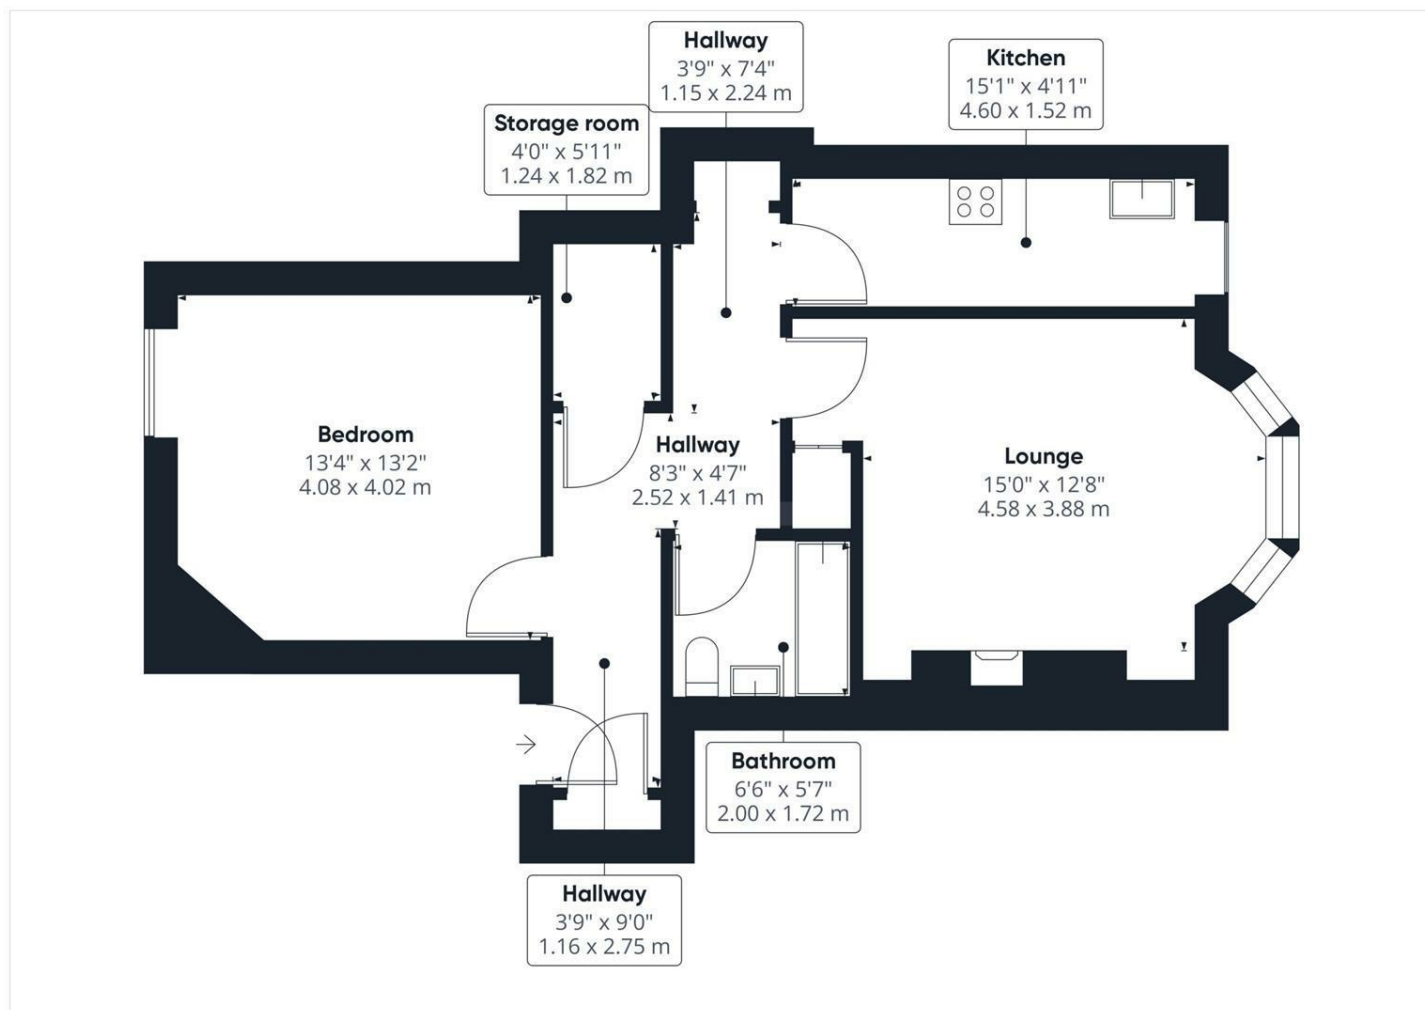 Hallway
3'9" x 7'4"
1.15 x 2.24 m
Kitchen
15'1" x 4'11"
4.60 x 1.52 m
Storage room
4'0" x 5'11"
1.24 x 1.82 m
Bedroom
13'4" x 13'2"
4.08 x 4.02 m
Hallway
8'3" x 4'7"
2.52 x 1.41 m
Lounge
15'0" x 12'8"
4.58 x 3.88 m
Bathroom
6'6" x 5'7"
2.00 x 1.72 m
Hallway
3'9" x 9'0"
1.16 x 2.75 m